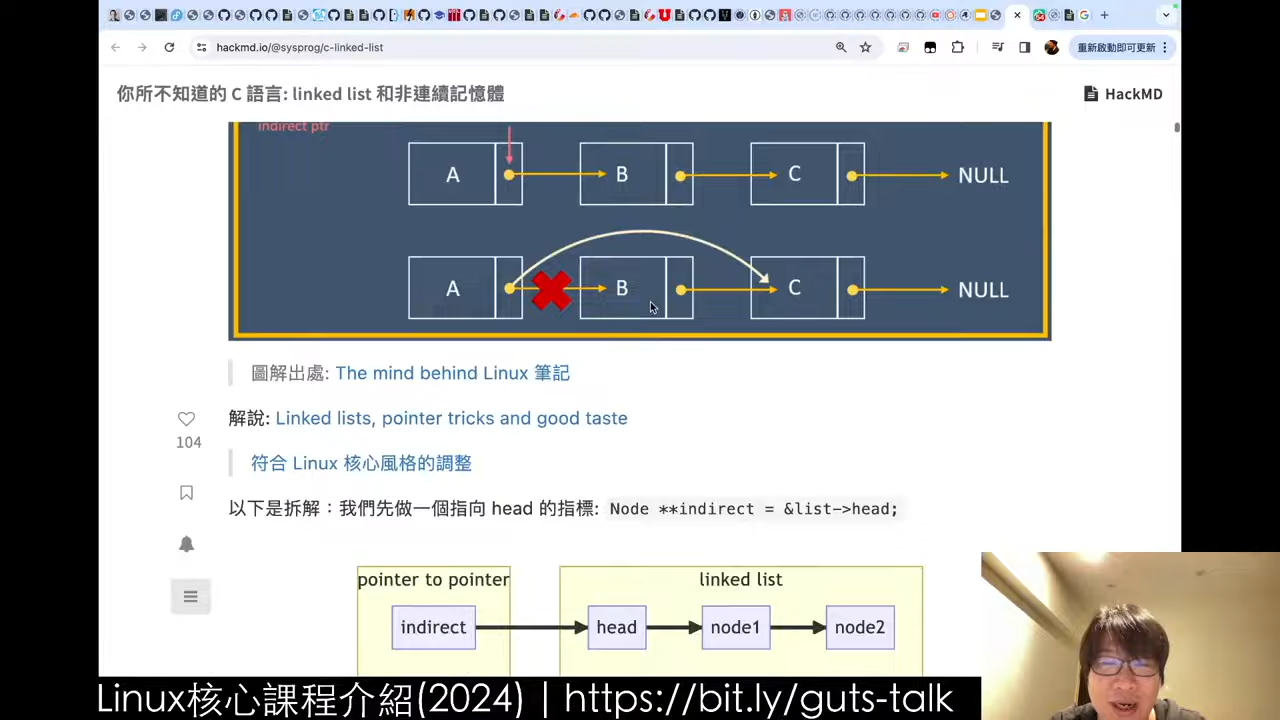 hackmd.io/@sysprog/c-linked-list
重新啟動即可更新
你所不知道的 C 語言: linked list 和非連續記憶體
HackMD
indirect ptr
A B C NULL
A B C NULL
圖解出處: The mind behind Linux 筆記
解說: Linked lists, pointer tricks and good taste
104
符合 Linux 核心風格的調整
以下是拆解：我們先做一個指向 head 的指標: Node **indirect = &list->head;
pointer to pointer
linked list
indirect head node1 node2
Linux核心課程介紹(2024) | https://bit.ly/guts-talk